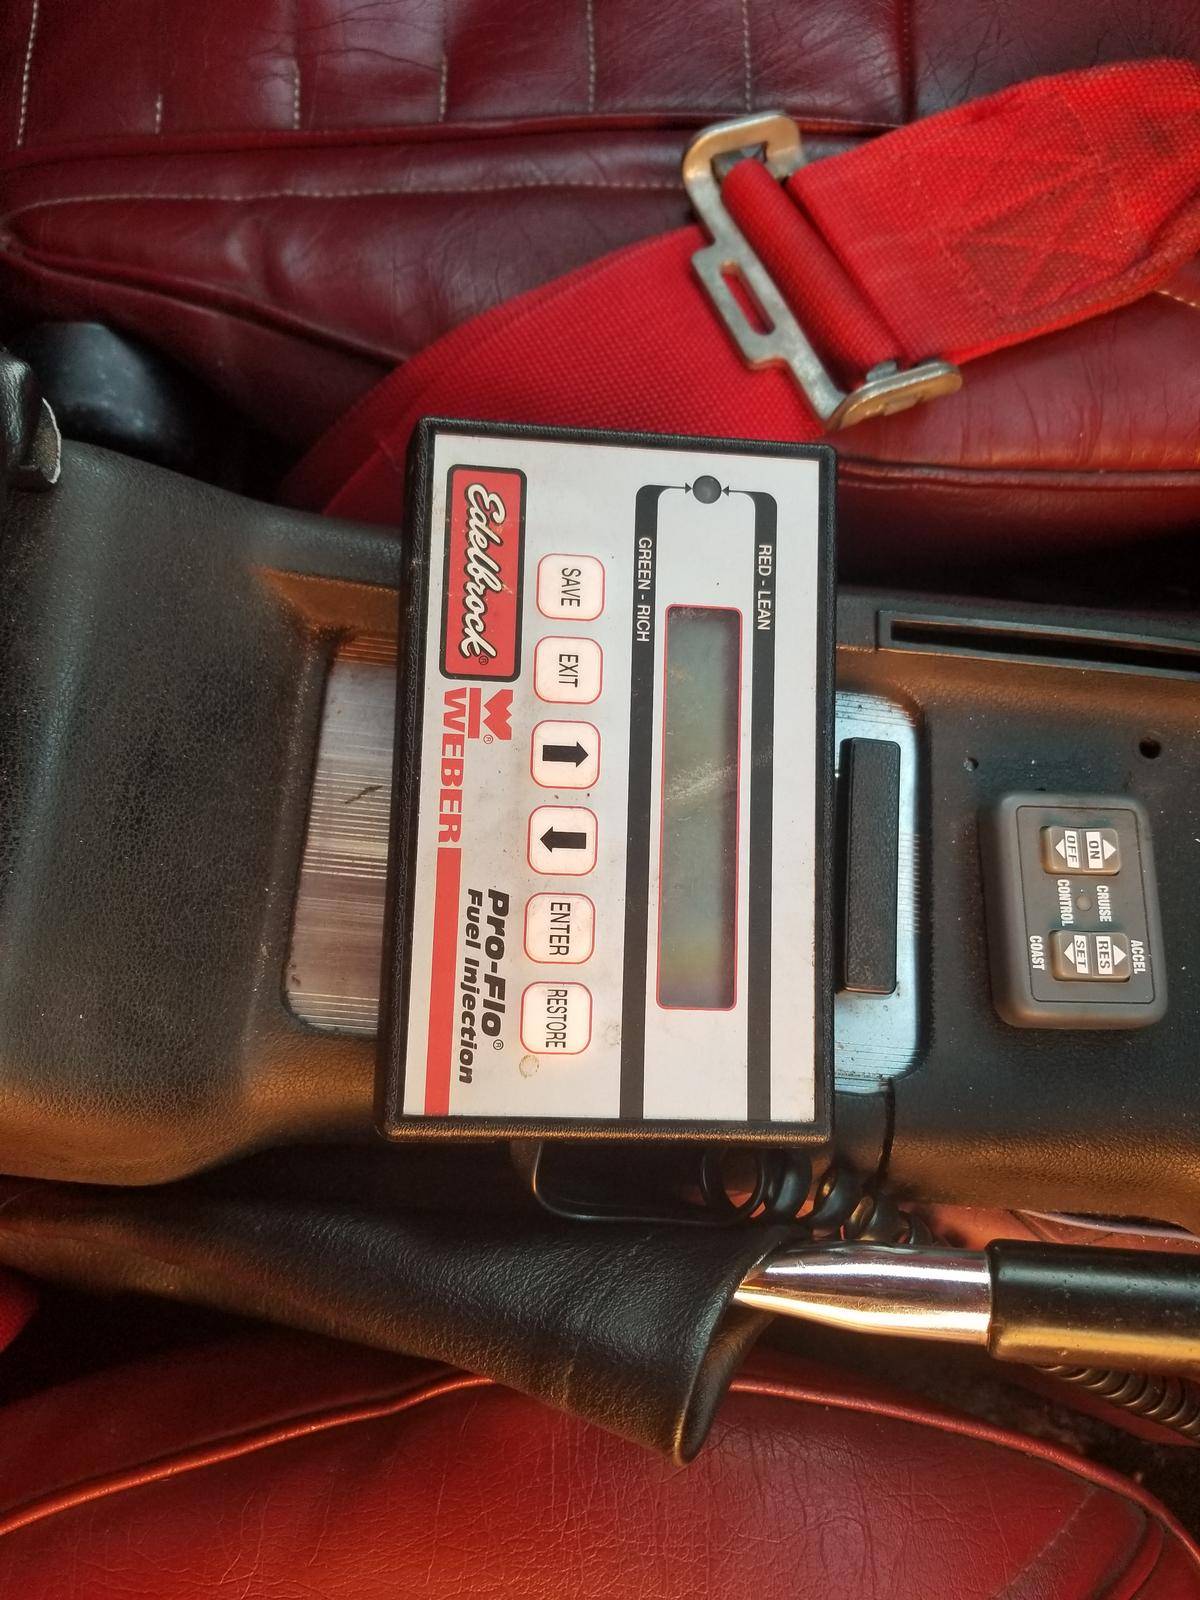 RED - LEAN
GREEN - RICH
SAVE
EXIT
ENTER
RESTORE
Edelbrock®
WEBER®
Pro-Flo®
Fuel Injection
ACCEL
ON
OFF
CRUISE
CONTROL
RES
SET
COAST